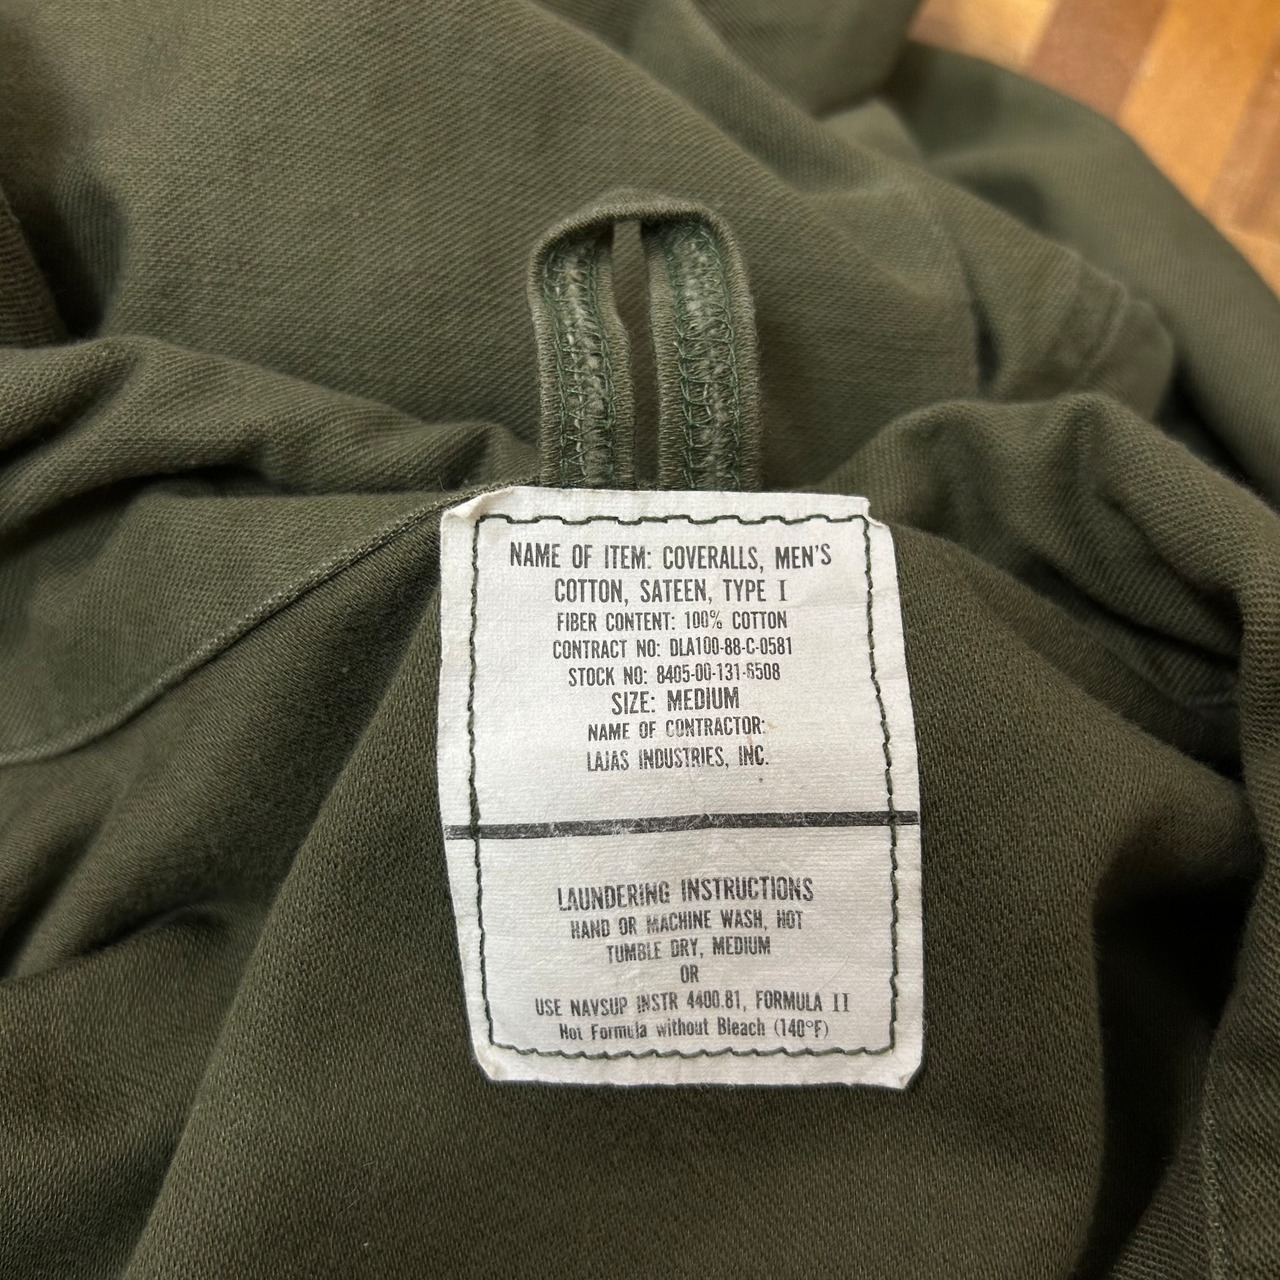 NAME OF ITEM: COVERALLS, MEN'S
COTTON, SATEEN, TYPE I
FIBER CONTENT: 100% COTTON
CONTRACT NO: DLA100-88-C-0581
STOCK NO: 8405-00-131-6508
SIZE: MEDIUM
NAME OF CONTRACTOR:
LAJAS INDUSTRIES, INC.
LAUNDERING INSTRUCTIONS
HAND OR MACHINE WASH, HOT
TUMBLE DRY, MEDIUM
OR
USE NAVSUP INSTR 4400.81, FORMULA II
Hot Formula without Bleach (140°F)